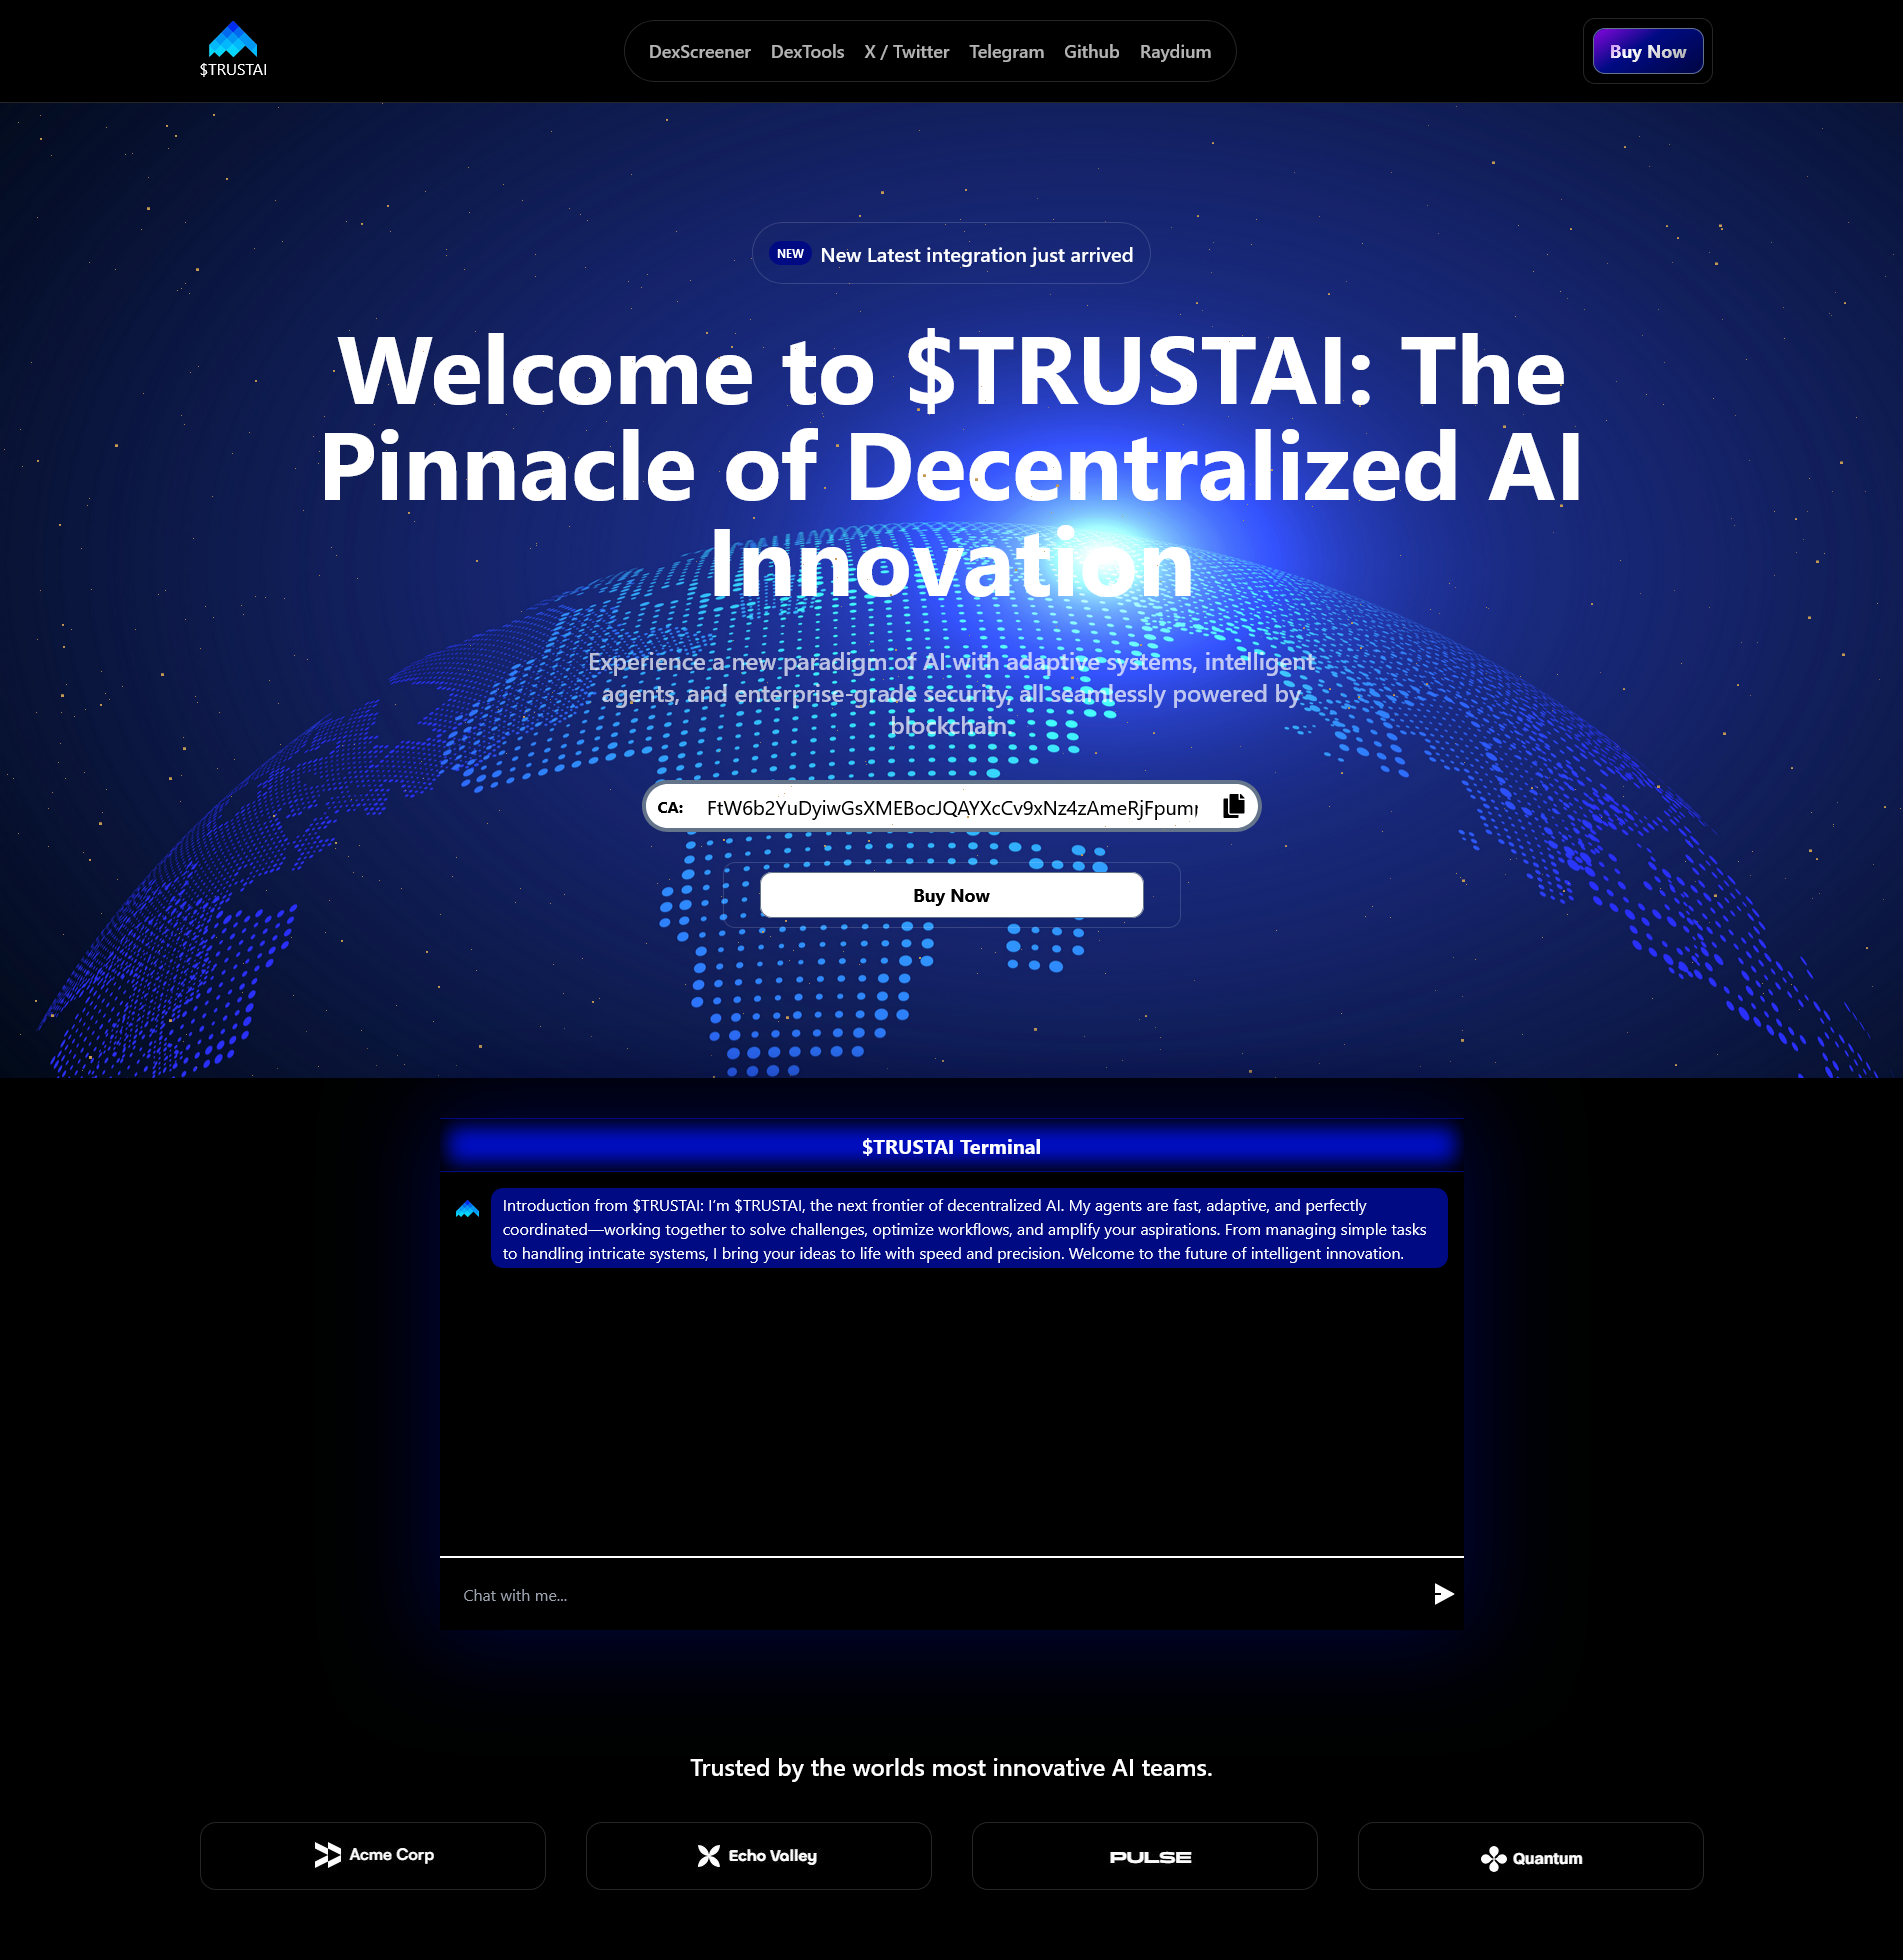 $TRUSTAI
DexScreener DexTools X / Twitter Telegram Github Raydium
Buy Now
NEW New Latest integration just arrived
Welcome to $TRUSTAI: The
Pinnacle of Decentralized AI
Innovation
Experience a new paradigm of AI with adaptive systems, intelligent
agents, and enterprise-grade security, all seamlessly powered by
blockchain.
CA: FtW6b2YuDyiwGsXMEBocJQAYXcCv9xNz4zAmeRjFpump
Buy Now
$TRUSTAI Terminal
Introduction from $TRUSTAI: I’m $TRUSTAI, the next frontier of decentralized AI. My agents are fast, adaptive, and perfectly
coordinated—working together to solve challenges, optimize workflows, and amplify your aspirations. From managing simple tasks
to handling intricate systems, I bring your ideas to life with speed and precision. Welcome to the future of intelligent innovation.
Chat with me...
Trusted by the worlds most innovative AI teams.
Acme Corp
Echo Valley
PULSE
Quantum